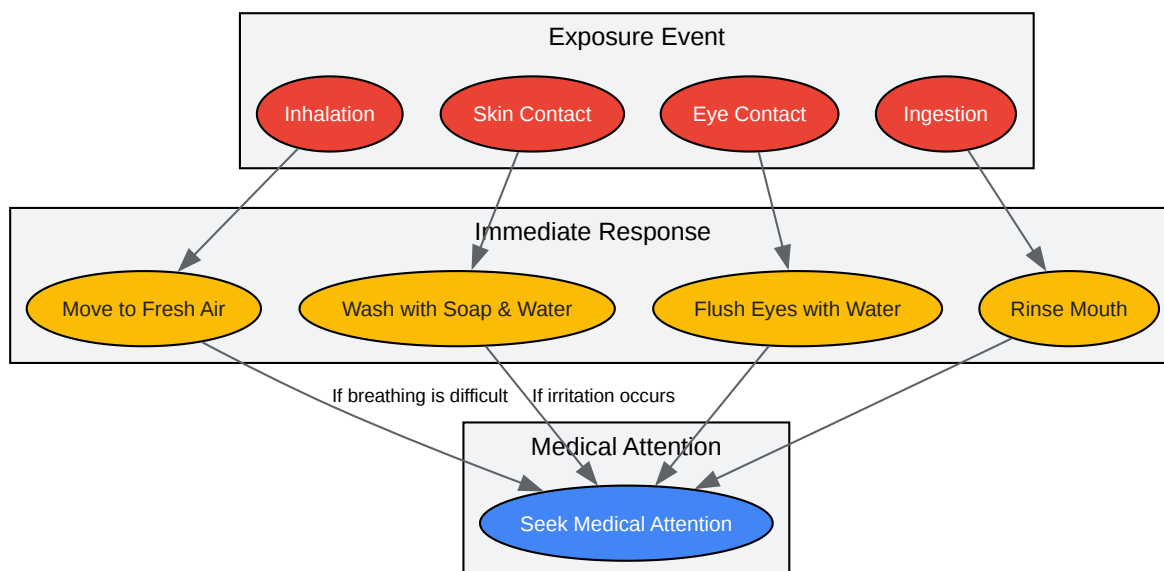 Exposure Event
Inhalation
Skin Contact
Eye Contact
Ingestion
Immediate Response
Move to Fresh Air
Wash with Soap & Water
Flush Eyes with Water
Rinse Mouth
If breathing is difficult
If irritation occurs
Medical Attention
Seek Medical Attention